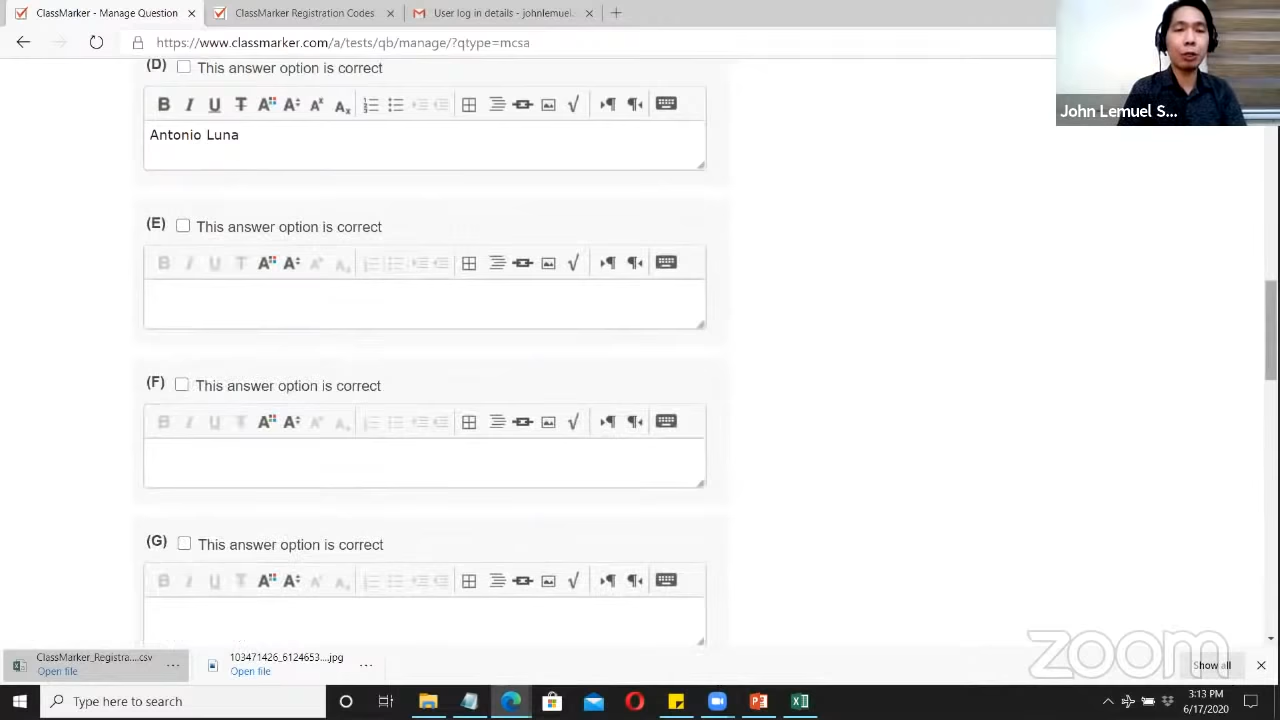 ClassMarker - Manage Question
ClassMarker Registration Codes
User log in details - johnlemuel
https://www.classmarker.com/a/tests/qb/manage/?qtype=mcsa
John Lemuel S...
(D) This answer option is correct
Antonio Luna
(E) This answer option is correct
(F) This answer option is correct
(G) This answer option is correct
zoom
ClassMarker_Registra....csv
Open file
103471426_6124653....jpg
Open file
Show all
Type here to search
3:13 PM
6/17/2020